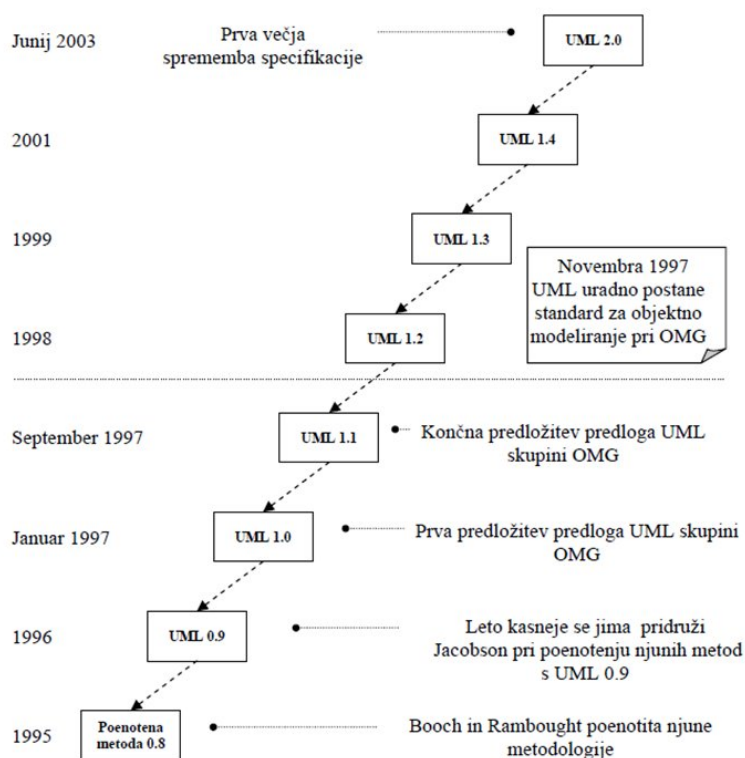 Junij 2003
Prva večja
sprememba specifikacije
UML 2.0
2001
UML 1.4
1999
UML 1.3
Novembra 1997
UML uradno postane
standard za objektno
modeliranje pri OMG
1998
UML 1.2
September 1997
UML 1.1
Končna predložitev predloga UML
skupini OMG
Januar 1997
UML 1.0
Prva predložitev predloga UML skupini
OMG
1996
UML 0.9
Leto kasneje se jima pridruži
Jacobson pri poenotenju njunih metod
s UML 0.9
1995
Poenotena
metoda 0.8
Booch in Rambought poenotita njune
metodologije